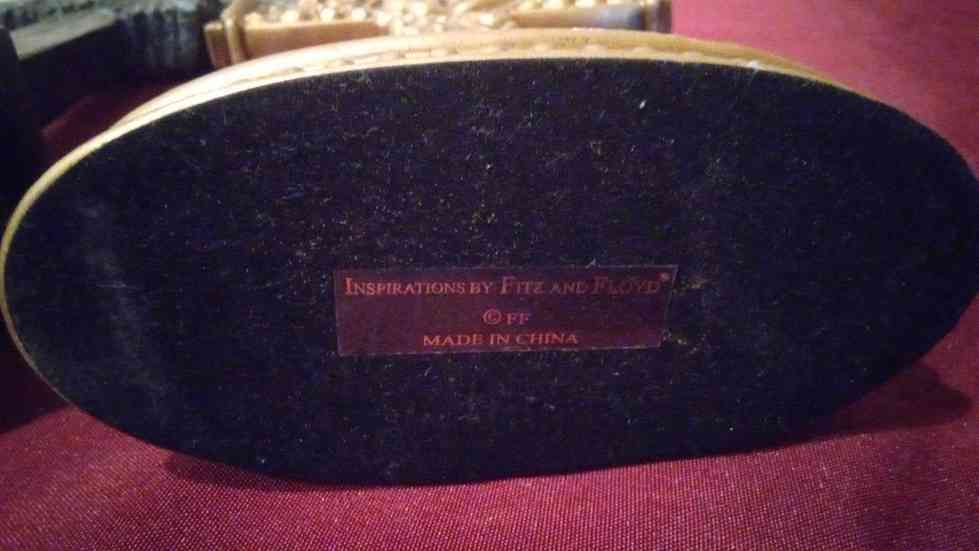 INSPIRATIONS BY FITZ AND FLOYD®
© FF
MADE IN CHINA